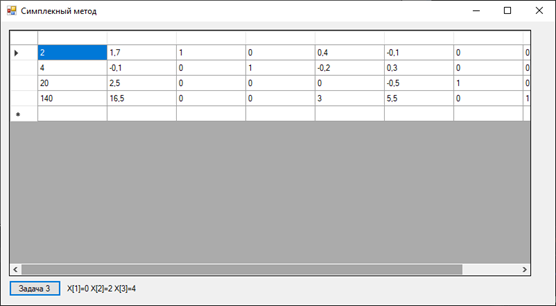 Симплекный метод
2 1,7 1 0 0,4 -0,1 0 0
4 -0,1 0 1 -0,2 0,3 0 0
20 2,5 0 0 0 -0,5 1 0
140 16,5 0 0 3 5,5 0 1
Задача 3 X[1]=0 X[2]=2 X[3]=4